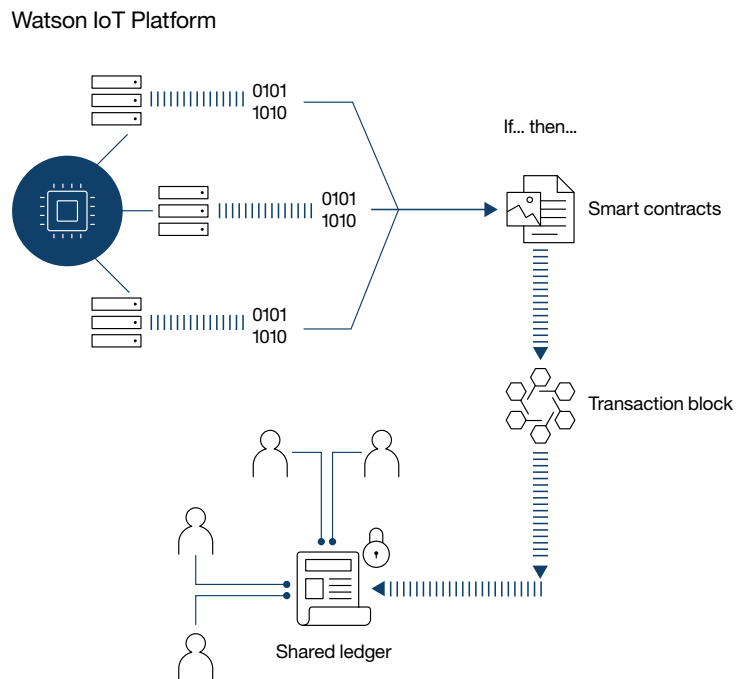 Watson IoT Platform
0101
1010
If... then...
0101
1010
Smart contracts
0101
1010
Transaction block
Shared ledger